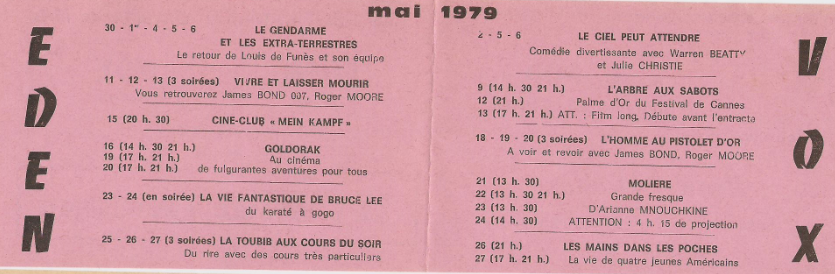 mai 1979
EDEN
30 - 1er - 4 - 5 - 6 LE GENDARME
ET LES EXTRA-TERRESTRES
Le retour de Louis de Funès et son équipe
11 - 12 - 13 (3 soirées) VIVRE ET LAISSER MOURIR
Vous retrouverez James BOND 007, Roger MOORE
15 (20 h. 30) CINE-CLUB « MEIN KAMPF »
16 (14 h. 30 21 h.) GOLDORAK
19 (17 h. 21 h.) Au cinéma
20 (17 h. 21 h.) de fulgurantes aventures pour tous
23 - 24 (en soirée) LA VIE FANTASTIQUE DE BRUCE LEE
du karaté à gogo
25 - 26 - 27 (3 soirées) LA TOUBIB AUX COURS DU SOIR
Du rire avec des cours très particuliers
2 - 5 - 6 LE CIEL PEUT ATTENDRE
Comédie divertissante avec Warren BEATTY
et Julie CHRISTIE
9 (14 h. 30 21 h.) L'ARBRE AUX SABOTS
12 (21 h.) Palme d'Or du Festival de Cannes
13 (17 h. 21 h.) ATT. : Film long, Débute avant l'entracte
18 - 19 - 20 (3 soirées) L'HOMME AU PISTOLET D'OR
A voir et revoir avec James BOND, Roger MOORE
21 (13 h. 30) MOLIERE
22 (13 h. 30 21 h.) Grande fresque
23 (13 h. 30) D'Arianne MNOUCHKINE
24 (14 h. 30) ATTENTION : 4 h. 15 de projection
26 (21 h.) LES MAINS DANS LES POCHES
27 (17 h. 21 h.) La vie de quatre jeunes Américains
VOX